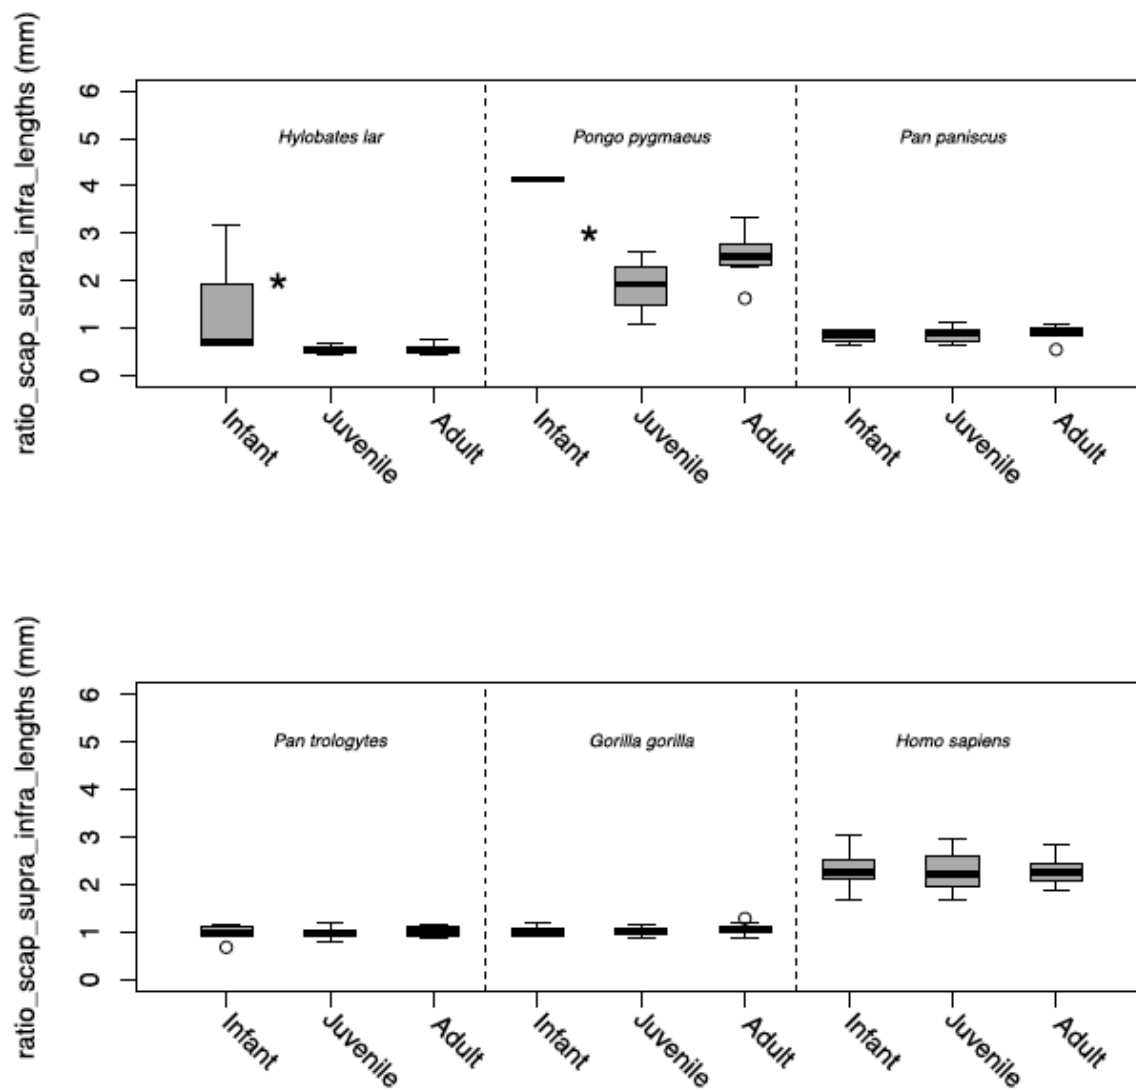 ratio_scap_supra_infra_lengths (mm)
6
5
4
3
2
1
0
Hylobates lar
Pongo pygmaeus
Pan paniscus
*
*
Infant
Juvenile
Adult
Infant
Juvenile
Adult
Infant
Juvenile
Adult
ratio_scap_supra_infra_lengths (mm)
6
5
4
3
2
1
0
Pan trologytes
Gorilla gorilla
Homo sapiens
Infant
Juvenile
Adult
Infant
Juvenile
Adult
Infant
Juvenile
Adult